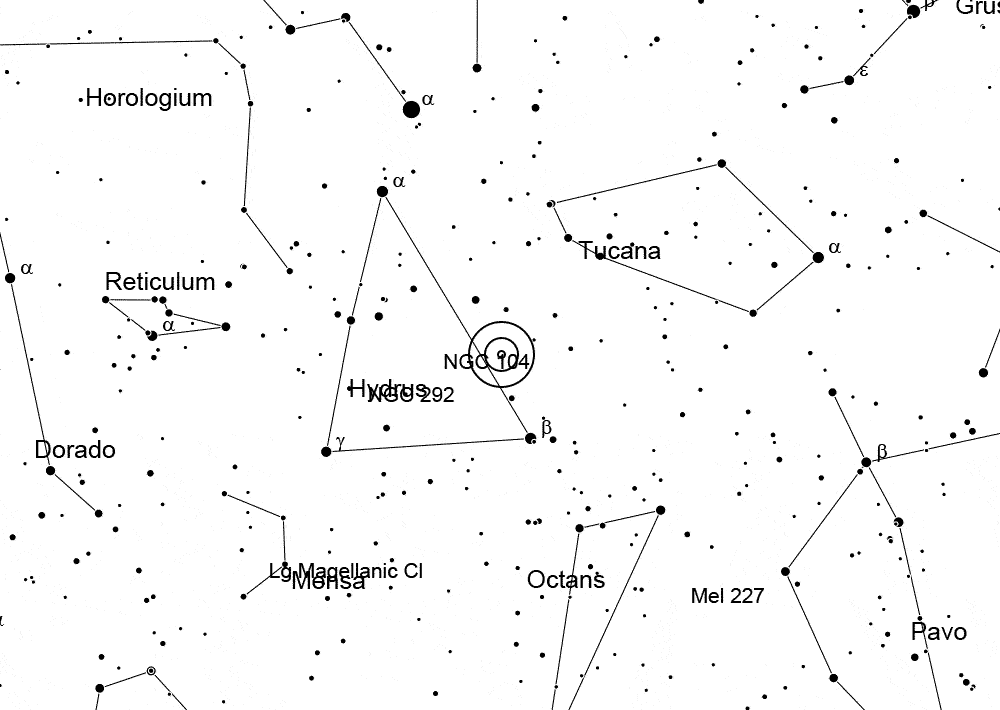 β
Grus
ε
α
Horologium
α
Tucana
α
α
Reticulum
α
NGC 104
Hydrus
NGC 292
β
γ
Dorado
β
Lg Magellanic Cl
Mensa
Octans
Mel 227
α
Pavo